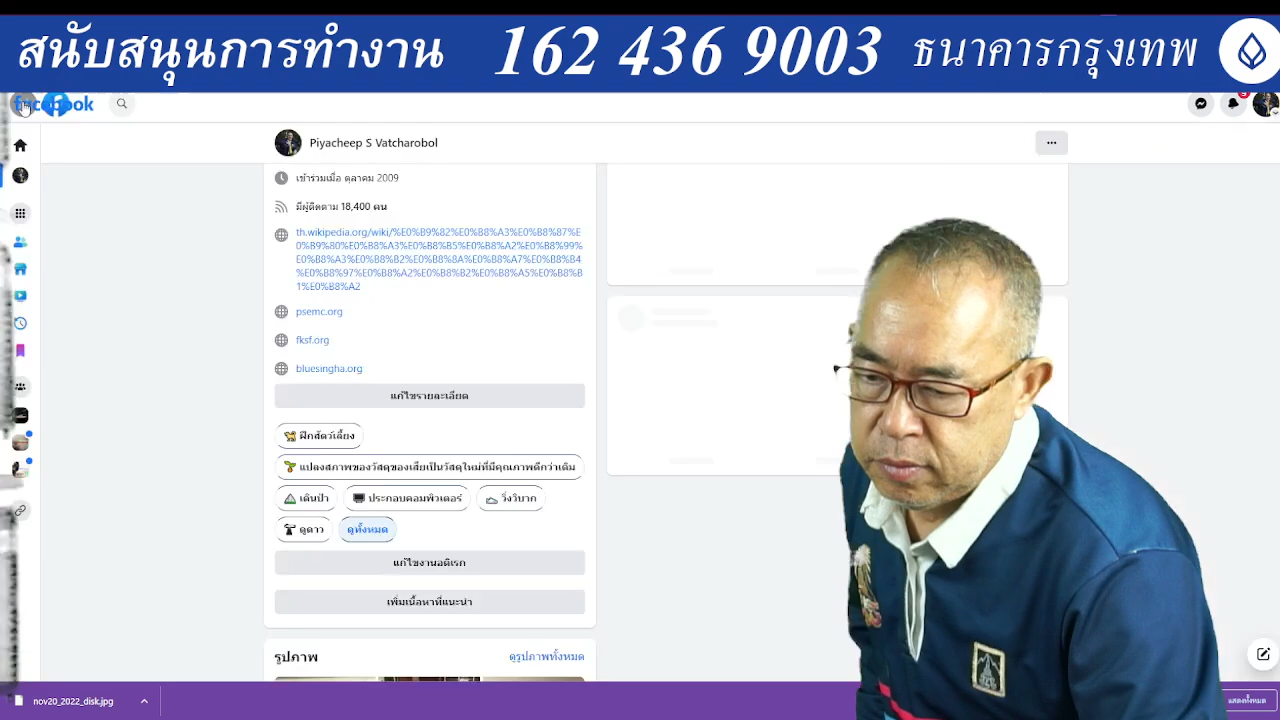 สนับสนุนการทำงาน 162 436 9003 ธนาคารกรุงเทพ
facebook
Piyacheep S Vatcharobol
เข้าร่วมเมื่อ ตุลาคม 2009
มีผู้ติดตาม 18,400 คน
th.wikipedia.org/wiki/%E0%B9%82%E0%B8%A3%E0%B8%87%E
0%B9%80%E0%B8%A3%E0%B8%B5%E0%B8%A2%E0%B8%99%
E0%B8%A3%E0%B8%B2%E0%B8%8A%E0%B8%A7%E0%B8%B4
%E0%B8%97%E0%B8%A2%E0%B8%B2%E0%B8%A5%E0%B8%B
1%E0%B8%A2
psemc.org
fksf.org
bluesingha.org
แก้ไขรายละเอียด
ฝึกสัตว์เลี้ยง
แปลงสภาพของวัสดุของเสียเป็นวัสดุใหม่ที่มีคุณภาพดีกว่าเดิม
เดินป่า ประกอบคอมพิวเตอร์ วิ่งวิบาก
ดูดาว ดูทั้งหมด
แก้ไขงานอดิเรก
เพิ่มเนื้อหาที่แนะนำ
รูปภาพ ดูรูปภาพทั้งหมด
nov20_2022_disk.jpg แสดงทั้งหมด